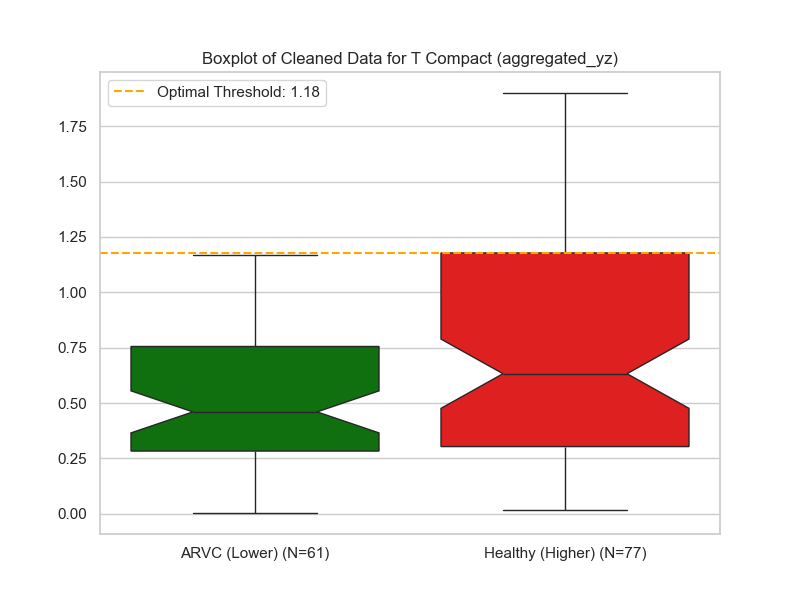 Boxplot of Cleaned Data for T Compact (aggregated_yz)
Optimal Threshold: 1.18
1.75
1.50
1.25
1.00
0.75
0.50
0.25
0.00
ARVC (Lower) (N=61)
Healthy (Higher) (N=77)